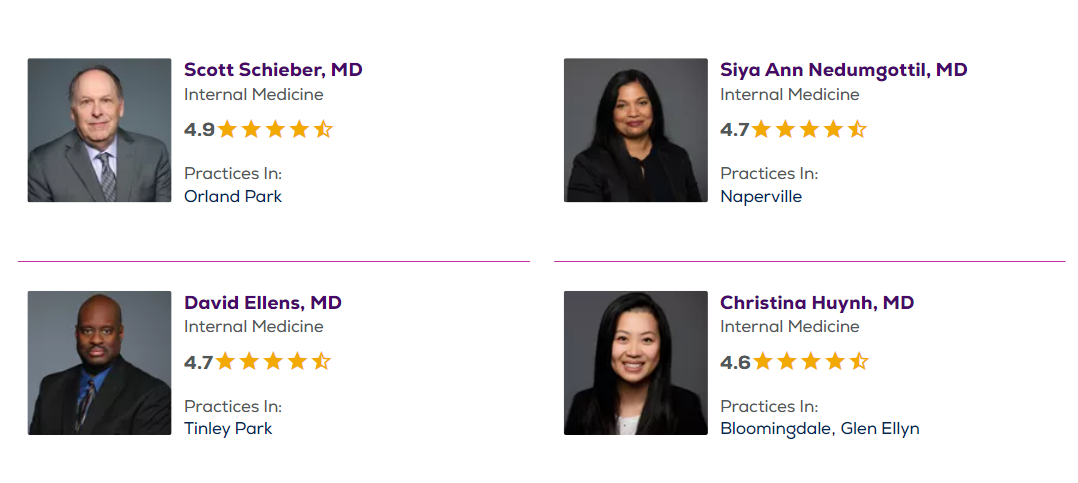 Scott Schieber, MD
Internal Medicine
4.9
Practices In:
Orland Park
Siya Ann Nedumgottil, MD
Internal Medicine
4.7
Practices In:
Naperville
David Ellens, MD
Internal Medicine
4.7
Practices In:
Tinley Park
Christina Huynh, MD
Internal Medicine
4.6
Practices In:
Bloomingdale, Glen Ellyn